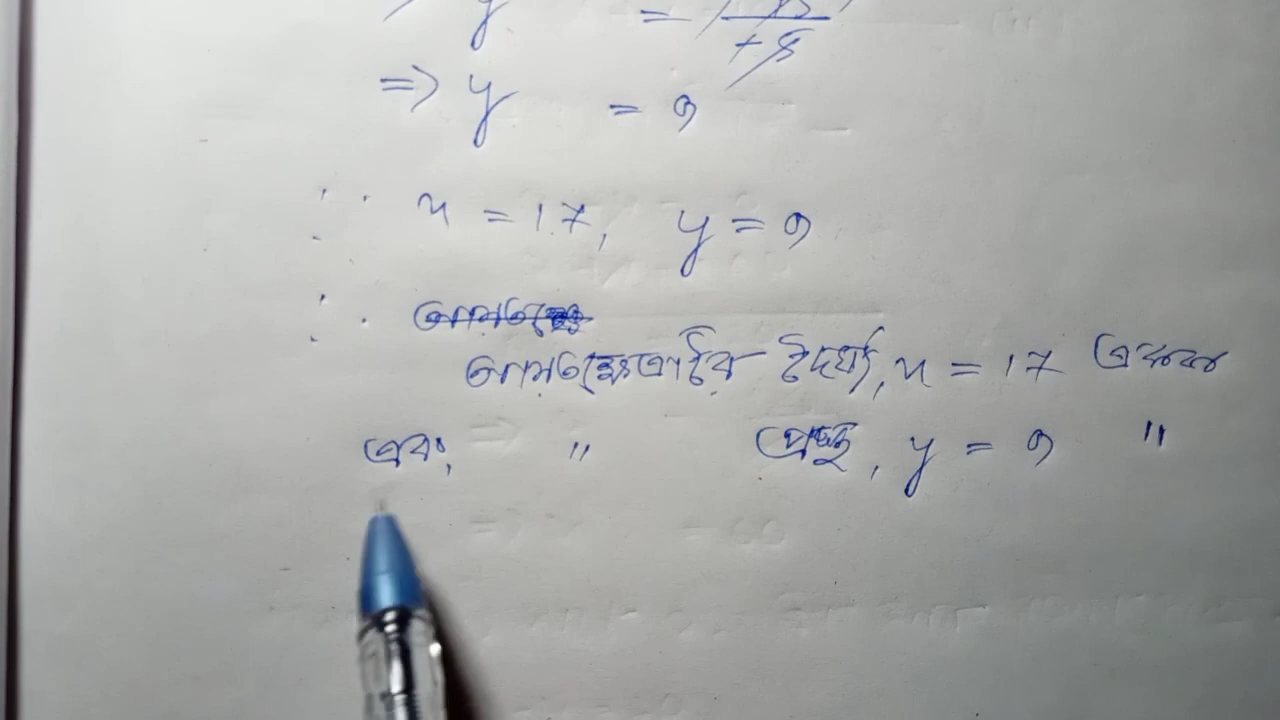 y =
⇒ y = 9
∴ x = 17, y = 9
∴
আয়তক্ষেত্রটির দৈর্ঘ্য, x = 17 একক
এবং, " প্রস্থ, y = 9 "